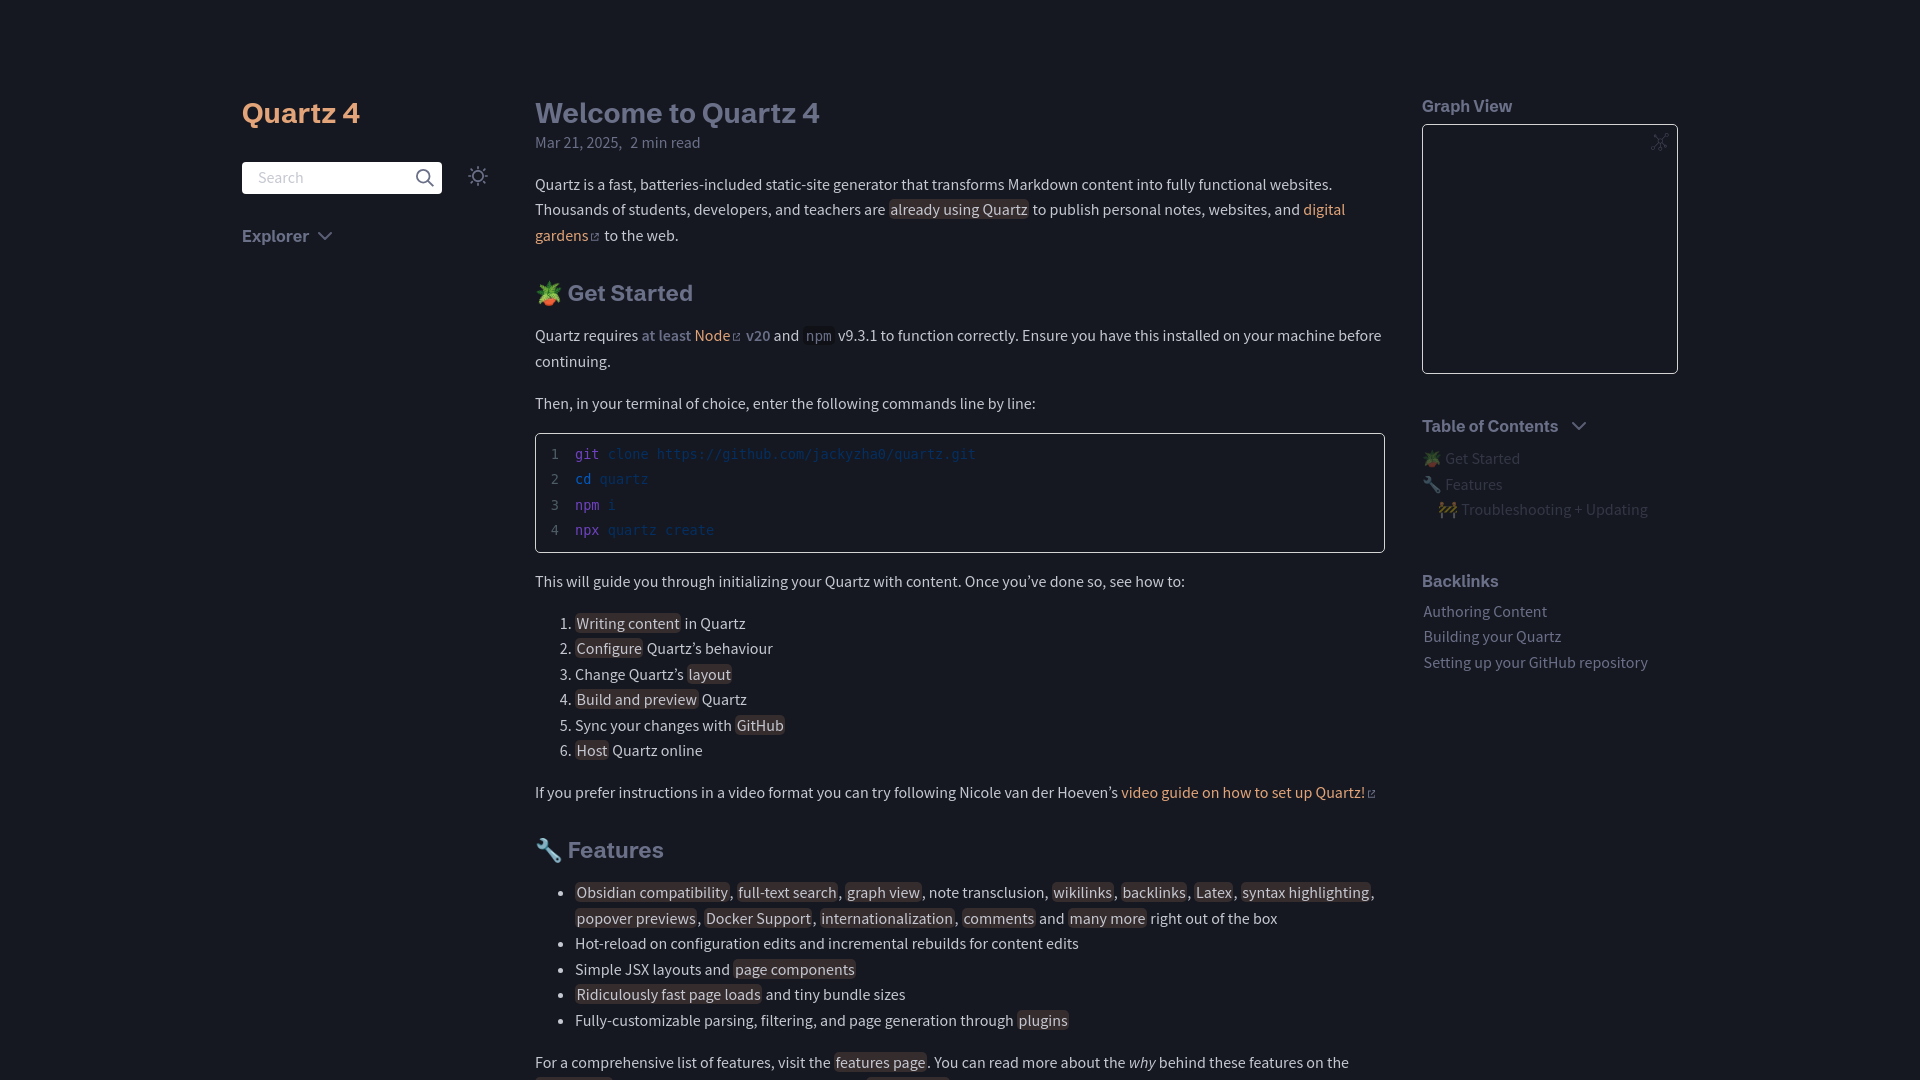 Quartz 4
Search
Explorer
Welcome to Quartz 4
Mar 21, 2025, 2 min read
Quartz is a fast, batteries-included static-site generator that transforms Markdown content into fully functional websites.
Thousands of students, developers, and teachers are already using Quartz to publish personal notes, websites, and digital
gardens to the web.
🪴 Get Started
Quartz requires at least Node v20 and npm v9.3.1 to function correctly. Ensure you have this installed on your machine before
continuing.
Then, in your terminal of choice, enter the following commands line by line:
1 git clone https://github.com/jackyzha0/quartz.git
2 cd quartz
3 npm i
4 npx quartz create
This will guide you through initializing your Quartz with content. Once you’ve done so, see how to:
1. Writing content in Quartz
2. Configure Quartz’s behaviour
3. Change Quartz’s layout
4. Build and preview Quartz
5. Sync your changes with GitHub
6. Host Quartz online
If you prefer instructions in a video format you can try following Nicole van der Hoeven’s video guide on how to set up Quartz!
🔧 Features
• Obsidian compatibility, full-text search, graph view, note transclusion, wikilinks, backlinks, Latex, syntax highlighting,
popover previews, Docker Support, internationalization, comments and many more right out of the box
• Hot-reload on configuration edits and incremental rebuilds for content edits
• Simple JSX layouts and page components
• Ridiculously fast page loads and tiny bundle sizes
• Fully-customizable parsing, filtering, and page generation through plugins
For a comprehensive list of features, visit the features page. You can read more about the why behind these features on the
Graph View
Table of Contents
🪴 Get Started
🔧 Features
🚧 Troubleshooting + Updating
Backlinks
Authoring Content
Building your Quartz
Setting up your GitHub repository